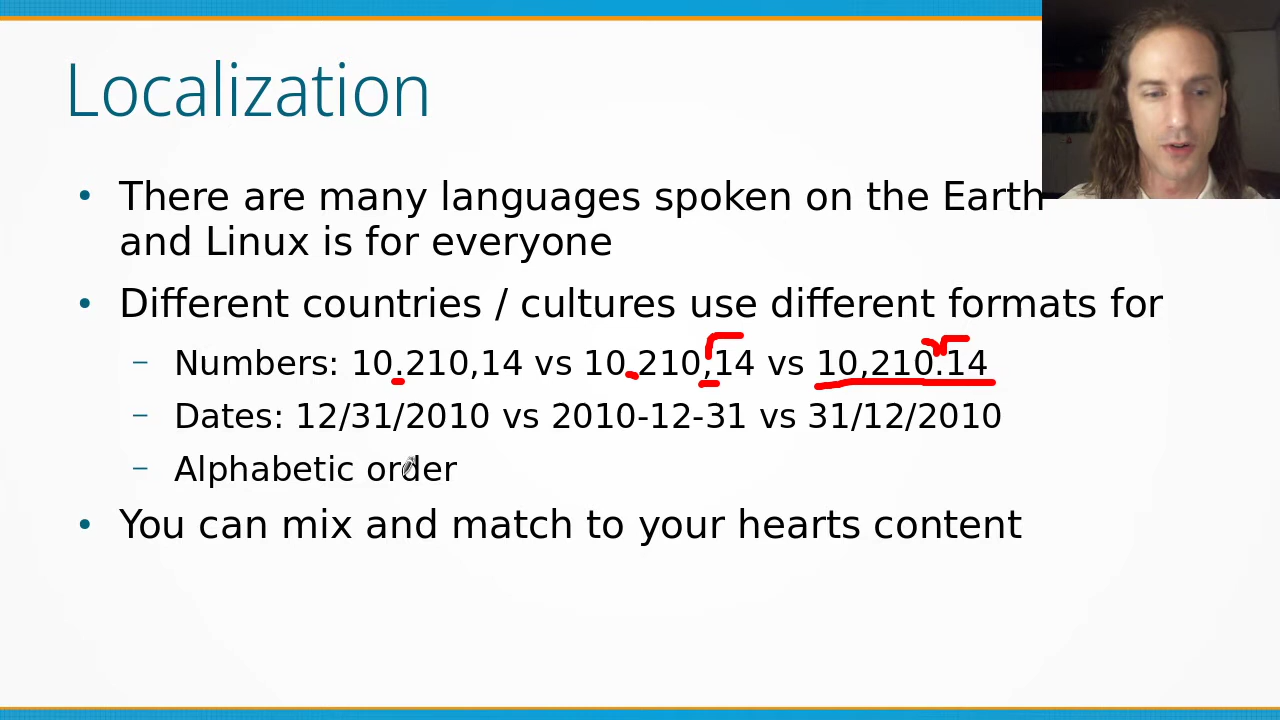 Localization
There are many languages spoken on the Earth
and Linux is for everyone
Different countries / cultures use different formats for
Numbers: 10.210,14 vs 10.210,14 vs 10,210.14
Dates: 12/31/2010 vs 2010-12-31 vs 31/12/2010
Alphabetic order
You can mix and match to your hearts content